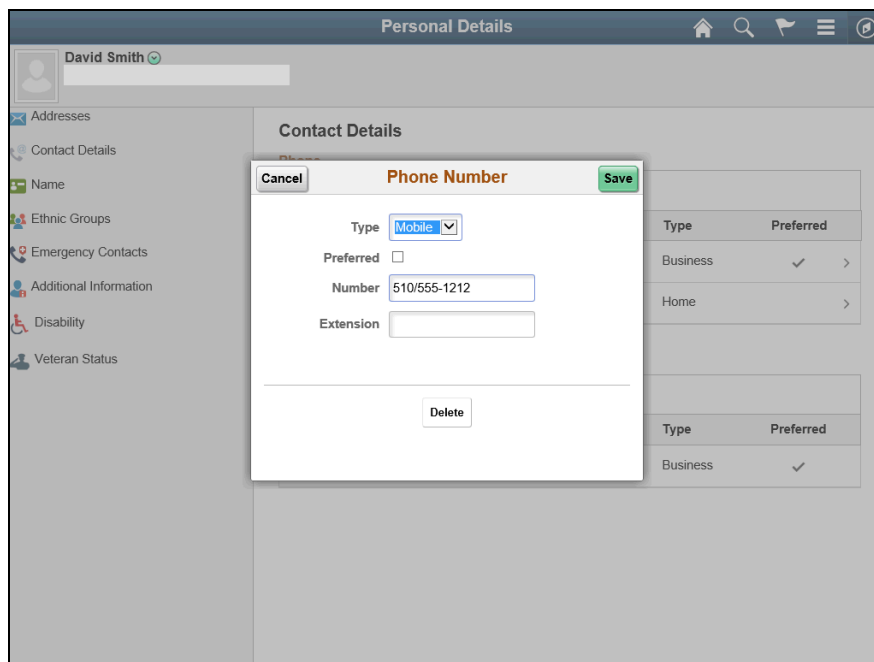 Personal Details
David Smith
Addresses
Contact Details
Name
Ethnic Groups
Emergency Contacts
Additional Information
Disability
Veteran Status
Contact Details
Phone
Cancel
Phone Number
Save
Type Mobile
Preferred
Number 510/555-1212
Extension
Delete
Type Preferred
Business
Home
Type Preferred
Business